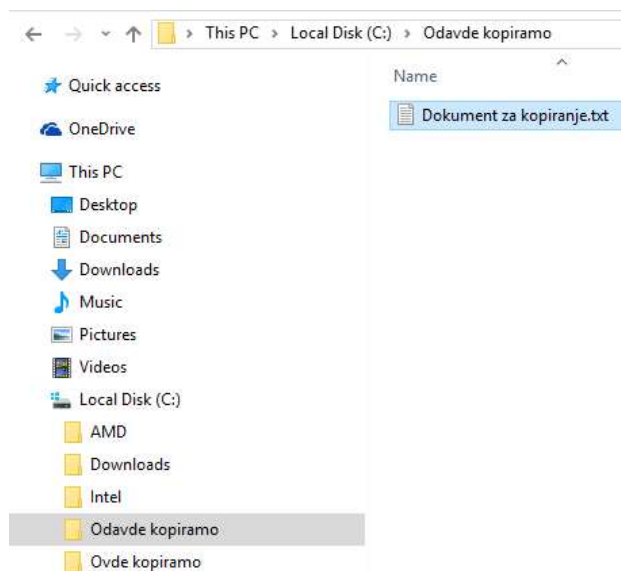 This PC > Local Disk (C:) > Odavde kopiramo
Name
Quick access
Dokument za kopiranje.txt
OneDrive
This PC
Desktop
Documents
Downloads
Music
Pictures
Videos
Local Disk (C:)
AMD
Downloads
Intel
Odavde kopiramo
Ovde kopiramo